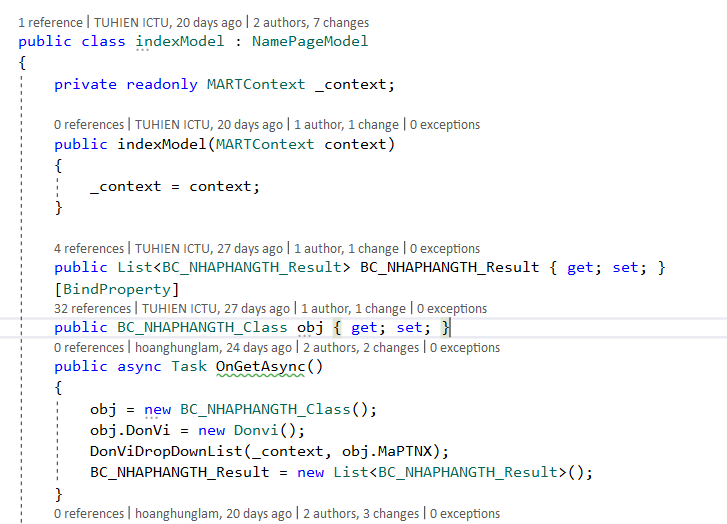 1 reference | TUHIEN ICTU, 20 days ago | 2 authors, 7 changes
public class indexModel : NamePageModel
{
private readonly MARTContext _context;
0 references | TUHIEN ICTU, 20 days ago | 1 author, 1 change | 0 exceptions
public indexModel(MARTContext context)
{
_context = context;
}
4 references | TUHIEN ICTU, 27 days ago | 1 author, 1 change | 0 exceptions
public List<BC_NHAPHANGTH_Result> BC_NHAPHANGTH_Result { get; set; }
[BindProperty]
32 references | TUHIEN ICTU, 27 days ago | 1 author, 1 change | 0 exceptions
public BC_NHAPHANGTH_Class obj { get; set; }
0 references | hoanghunglam, 24 days ago | 2 authors, 2 changes | 0 exceptions
public async Task OnGetAsync()
{
obj = new BC_NHAPHANGTH_Class();
obj.DonVi = new Donvi();
DonViDropDownList(_context, obj.MaPTNX);
BC_NHAPHANGTH_Result = new List<BC_NHAPHANGTH_Result>();
}
0 references | hoanghunglam, 20 days ago | 2 authors, 3 changes | 0 exceptions